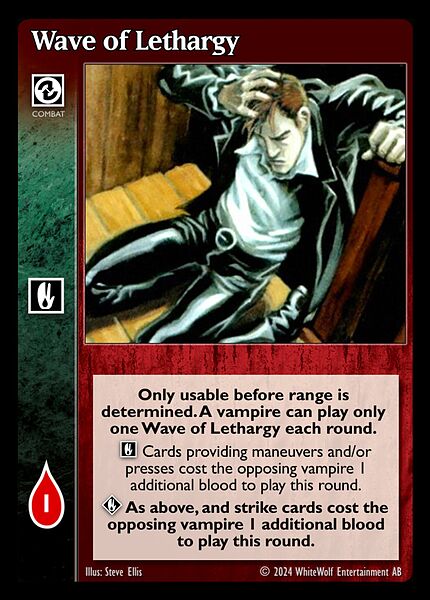 Wave of Lethargy
COMBAT
Only usable before range is
determined. A vampire can play only
one Wave of Lethargy each round.
Cards providing maneuvers and/or
presses cost the opposing vampire 1
additional blood to play this round.
As above, and strike cards cost the
opposing vampire 1 additional blood
to play this round.
1
Illus: Steve Ellis
© 2024 WhiteWolf Entertainment AB